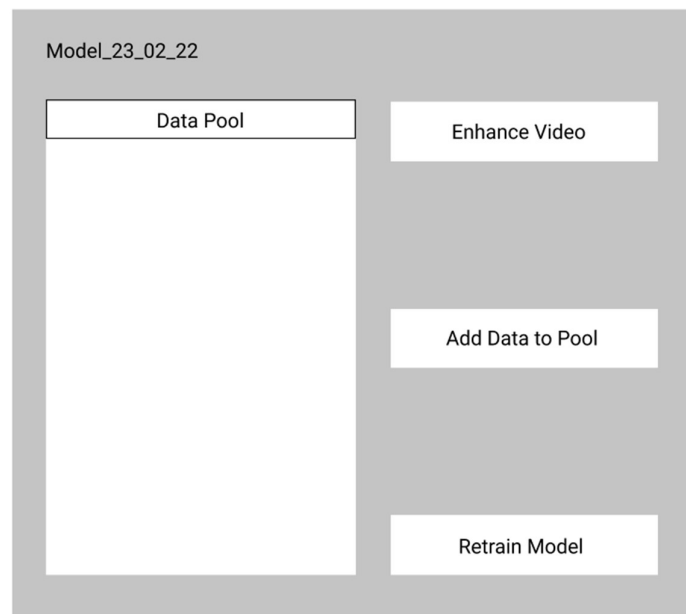 Model_23_02_22
Data Pool
Enhance Video
Add Data to Pool
Retrain Model